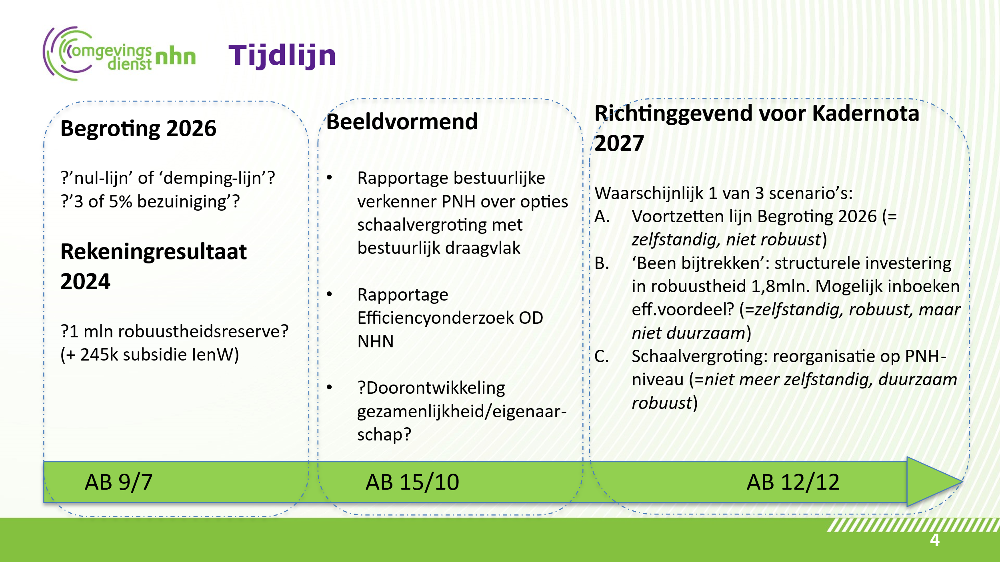 omgevings
dienst nhn
Tijdlijn
Begroting 2026
?’nul-lijn’ of ‘demping-lijn’?
?’3 of 5% bezuiniging’?
Rekeningresultaat
2024
?1 mln robuustheidsreserve?
(+ 245k subsidie IenW)
Beeldvormend
• Rapportage bestuurlijke
verkenner PNH over opties
schaalvergroting met
bestuurlijk draagvlak
• Rapportage
Efficiencyonderzoek OD
NHN
• ?Doorontwikkeling
gezamenlijkheid/eigenaar-
schap?
Richtinggevend voor Kadernota
2027
Waarschijnlijk 1 van 3 scenario’s:
A. Voortzetten lijn Begroting 2026 (=
zelfstandig, niet robuust)
B. ‘Been bijtrekken’: structurele investering
in robuustheid 1,8mln. Mogelijk inboeken
eff.voordeel? (=zelfstandig, robuust, maar
niet duurzaam)
C. Schaalvergroting: reorganisatie op PNH-
niveau (=niet meer zelfstandig, duurzaam
robuust)
AB 9/7
AB 15/10
AB 12/12
4